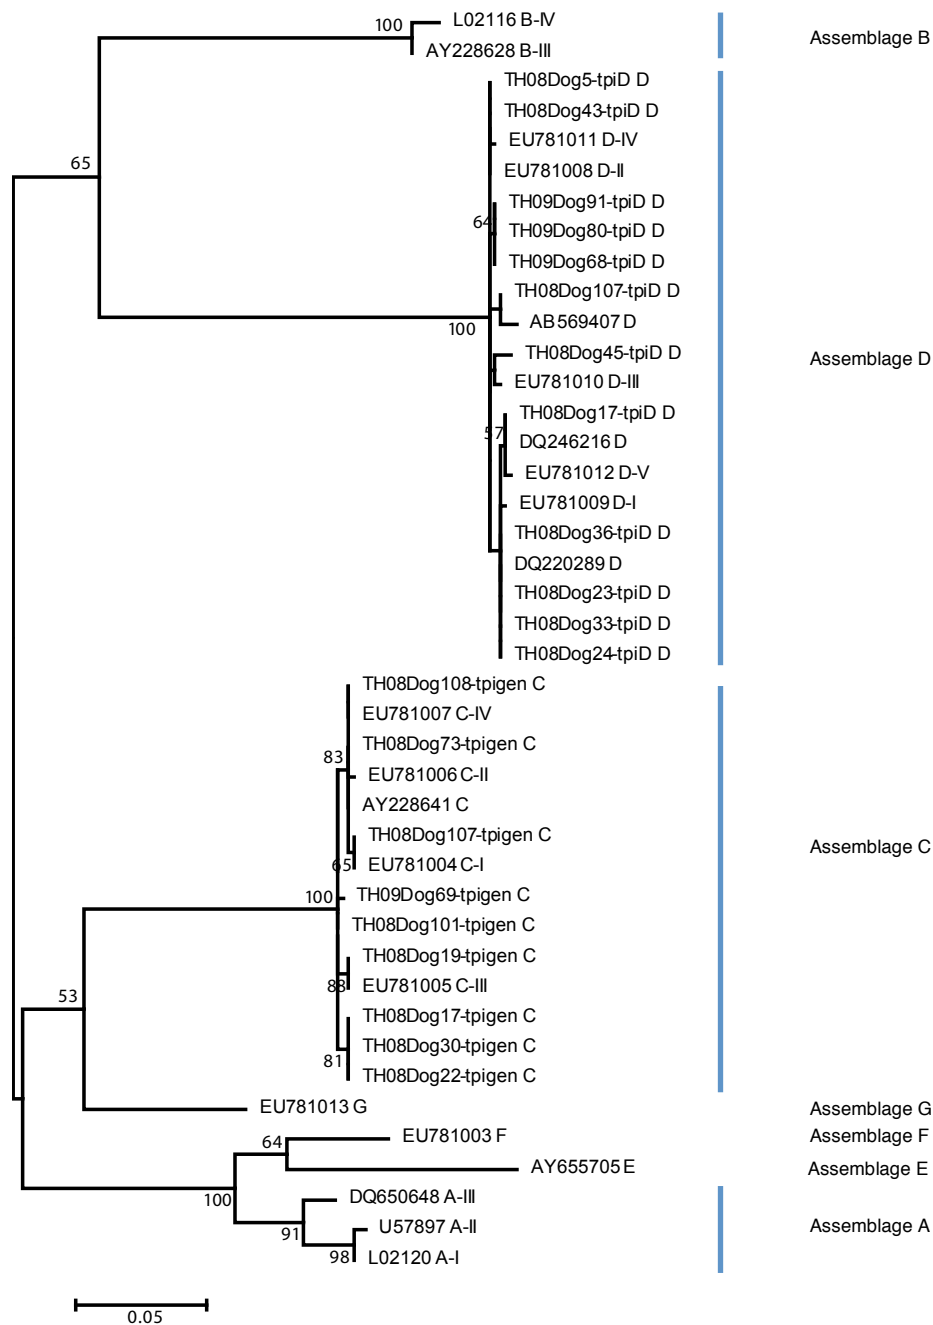 100
L02116 B-IV
AY228628 B-III
Assemblage B
65
TH08Dog5-tpiD D
TH08Dog43-tpiD D
EU781011 D-IV
EU781008 D-II
TH09Dog91-tpiD D
64
TH09Dog80-tpiD D
TH09Dog68-tpiD D
TH08Dog107-tpiD D
AB569407 D
100
TH08Dog45-tpiD D
Assemblage D
EU781010 D-III
TH08Dog17-tpiD D
57
DQ246216 D
EU781012 D-V
EU781009 D-I
TH08Dog36-tpiD D
DQ220289 D
TH08Dog23-tpiD D
TH08Dog33-tpiD D
TH08Dog24-tpiD D
TH08Dog108-tpigen C
EU781007 C-IV
TH08Dog73-tpigen C
83
EU781006 C-II
AY228641 C
TH08Dog107-tpigen C
Assemblage C
65
EU781004 C-I
100
TH09Dog69-tpigen C
TH08Dog101-tpigen C
TH08Dog19-tpigen C
88
EU781005 C-III
53
TH08Dog17-tpigen C
TH08Dog30-tpigen C
81
TH08Dog22-tpigen C
EU781013 G
Assemblage G
64
EU781003 F
Assemblage F
AY655705 E
Assemblage E
100
DQ650648 A-III
91
U57897 A-II
Assemblage A
98
L02120 A-I
0.05